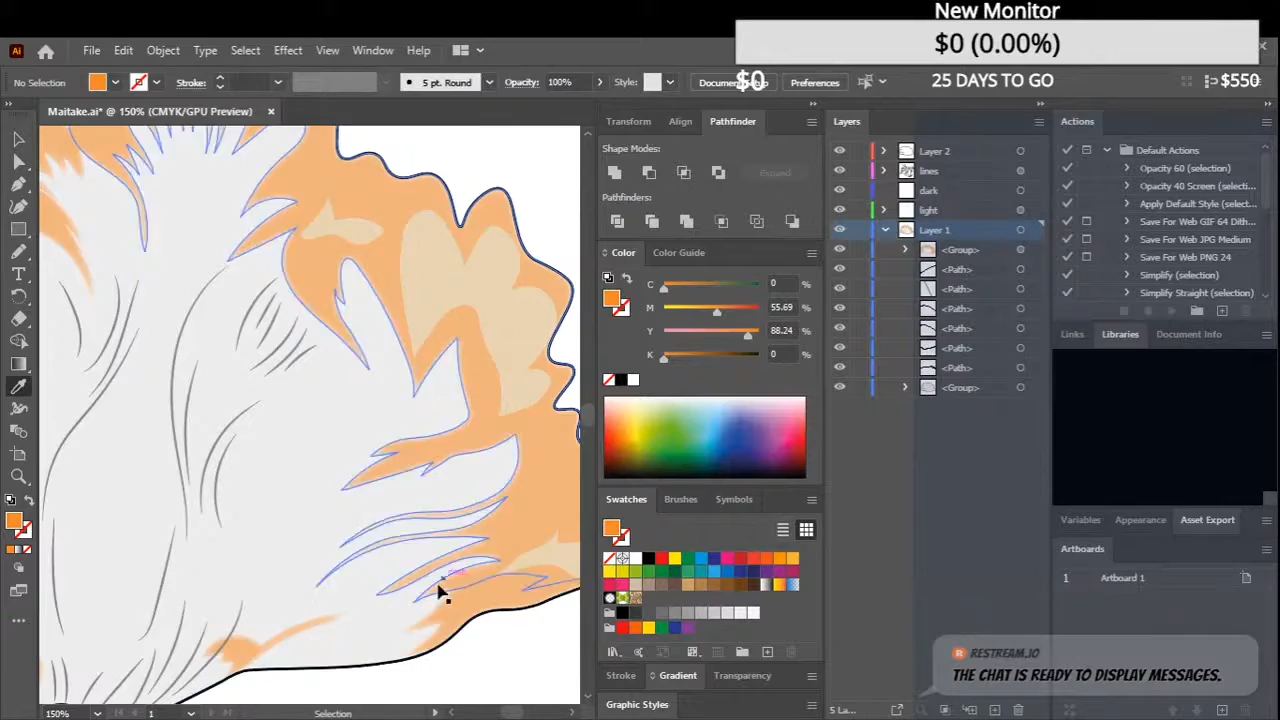 New Monitor
$0 (0.00%)
$0
25 DAYS TO GO
$550
Ai File Edit Object Type Select Effect View Window Help
No Selection Stroke: 5 pt. Round Opacity: 100% Style: Preferences
Maitake.ai* @ 150% (CMYK/GPU Preview) ×
Transform Align Pathfinder
Shape Modes:
Expand
Pathfinders:
Color Color Guide
C 0 %
M 55.69 %
Y 88.24 %
K 0 %
Swatches Brushes Symbols
Stroke Gradient Transparency
Graphic Styles
Layers
Layer 2
lines
dark
light
Layer 1
<Group>
<Path>
<Path>
<Path>
<Path>
<Path>
<Path>
<Group>
5 La...
Actions
Default Actions
Opacity 60 (selection)
Opacity 40 Screen (selecti...
Apply Default Style (select...
Save For Web GIF 64 Dith...
Save For Web JPG Medium
Save For Web PNG 24
Simplify (selection)
Simplify Straight (selection)
Links Libraries Document Info
Variables Appearance Asset Export
Artboards
1 Artboard 1
RESTREAM.IO
THE CHAT IS READY TO DISPLAY MESSAGES.
150% 1 Selection